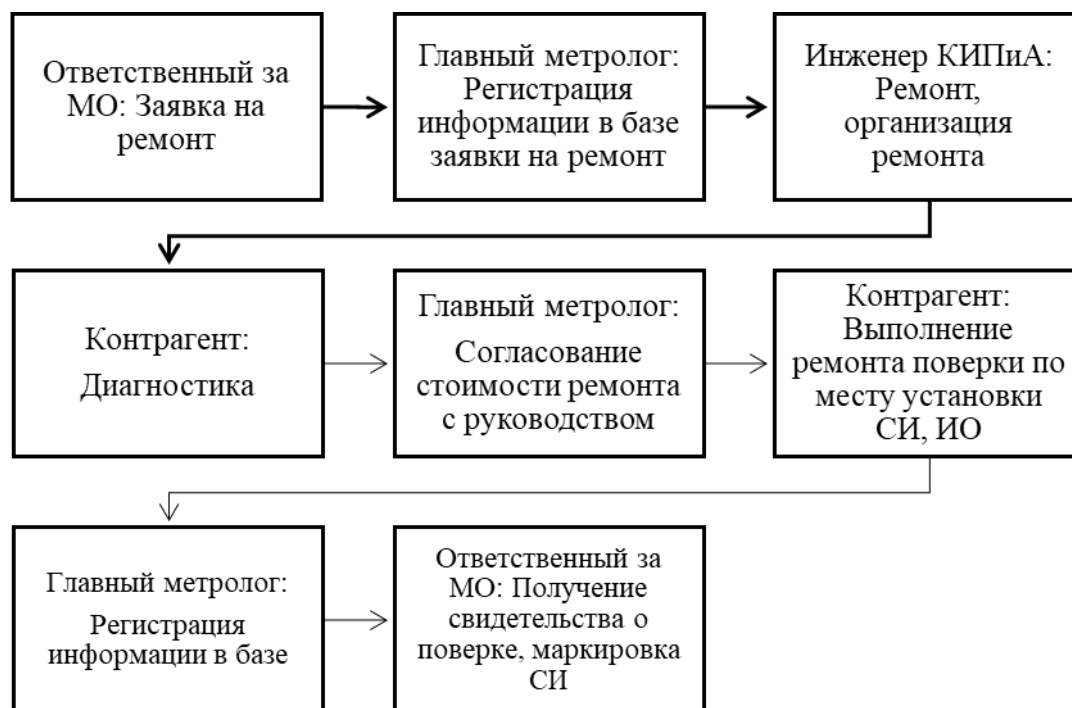 Ответственный за
МО: Заявка на
ремонт
Главный метролог:
Регистрация
информации в базе
заявки на ремонт
Инженер КИПиА:
Ремонт,
организация
ремонта
Контрагент:
Диагностика
Главный метролог:
Согласование
стоимости ремонта
с руководством
Контрагент:
Выполнение
ремонта поверки по
месту установки
СИ, ИО
Главный метролог:
Регистрация
информации в базе
Ответственный за
МО: Получение
свидетельства о
поверке, маркировка
СИ